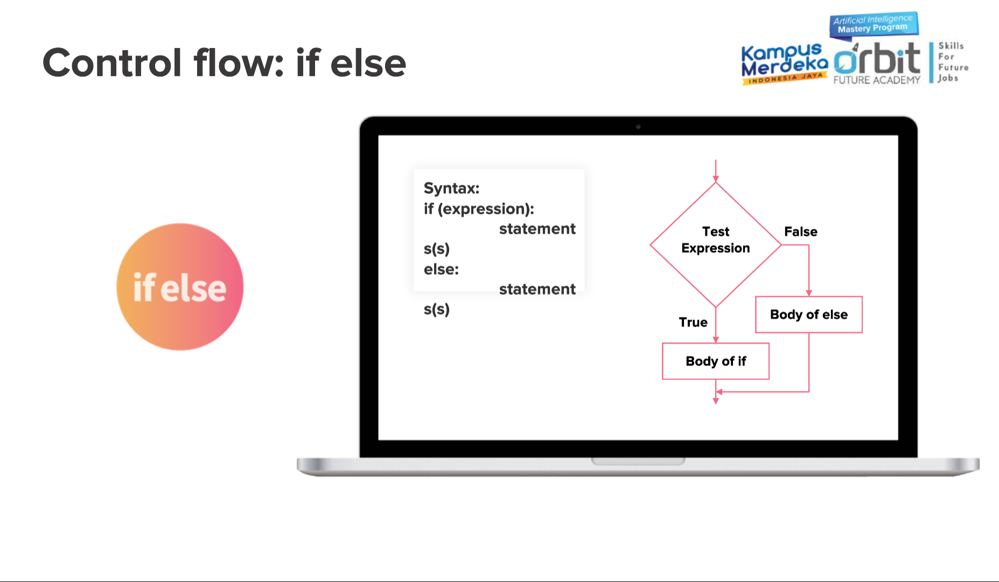 Control flow: if else
Artificial Intelligence
Mastery Program
Kampus
Merdeka
INDONESIA JAYA
orbit
FUTURE ACADEMY
Skills
For
Future
Jobs
if else
Syntax:
if (expression):
statement
s(s)
else:
statement
s(s)
Test
Expression
False
True
Body of else
Body of if